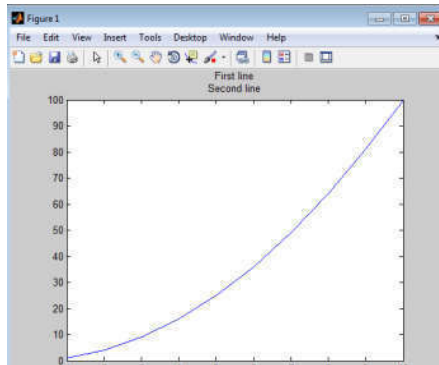 Figure 1
File Edit View Insert Tools Desktop Window Help
First line
Second line
100
90
80
70
60
50
40
30
20
10
0